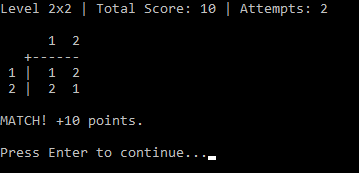 Level 2x2 | Total Score: 10 | Attempts: 2
1 2
+------
1 | 1 2
2 | 2 1
MATCH! +10 points.
Press Enter to continue...